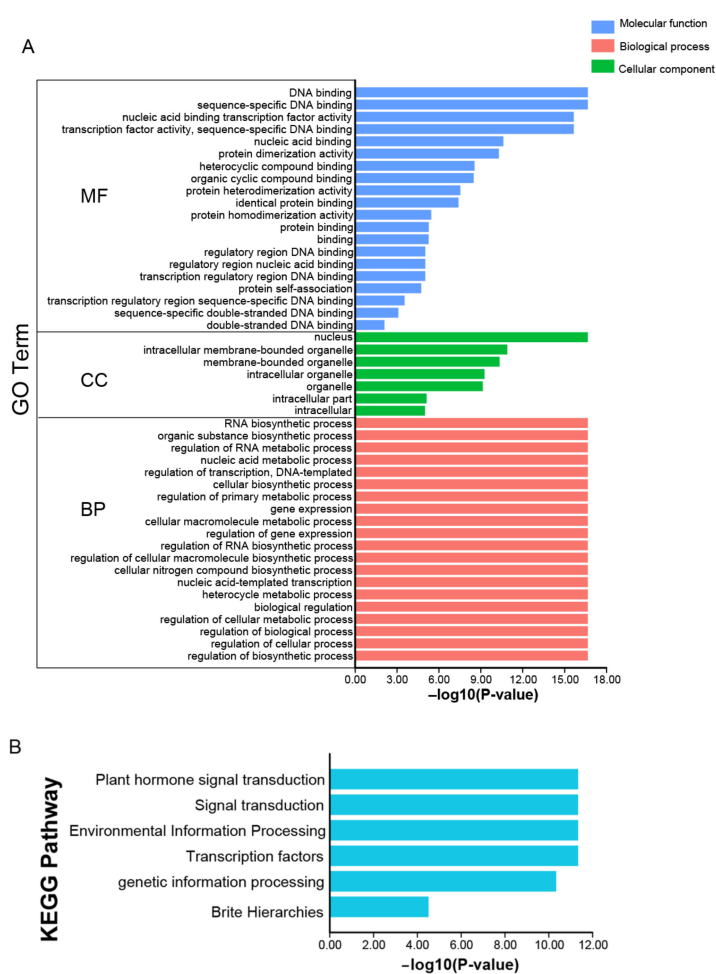 Molecular function
A
Biological process
Cellular component
GO Term
MF
DNA binding
sequence-specific DNA binding
nucleic acid binding transcription factor activity
transcription factor activity, sequence-specific DNA binding
nucleic acid binding
protein dimerization activity
heterocyclic compound binding
organic cyclic compound binding
protein heterodimerization activity
identical protein binding
protein homodimerization activity
protein binding
binding
regulatory region DNA binding
regulatory region nucleic acid binding
transcription regulatory region DNA binding
protein self-association
transcription regulatory region sequence-specific DNA binding
sequence-specific double-stranded DNA binding
double-stranded DNA binding
CC
nucleus
intracellular membrane-bounded organelle
membrane-bounded organelle
intracellular organelle
organelle
intracellular part
intracellular
BP
RNA biosynthetic process
organic substance biosynthetic process
regulation of RNA metabolic process
nucleic acid metabolic process
regulation of transcription, DNA-templated
cellular biosynthetic process
regulation of primary metabolic process
gene expression
cellular macromolecule metabolic process
regulation of gene expression
regulation of RNA biosynthetic process
regulation of cellular macromolecule biosynthetic process
cellular nitrogen compound biosynthetic process
nucleic acid-templated transcription
heterocycle metabolic process
biological regulation
regulation of cellular metabolic process
regulation of biological process
regulation of cellular process
regulation of biosynthetic process
0.00 3.00 6.00 9.00 12.00 15.00 18.00
–log10(P-value)
B
KEGG Pathway
Plant hormone signal transduction
Signal transduction
Environmental Information Processing
Transcription factors
genetic information processing
Brite Hierarchies
0.00 2.00 4.00 6.00 8.00 10.00 12.00
–log10(P-value)